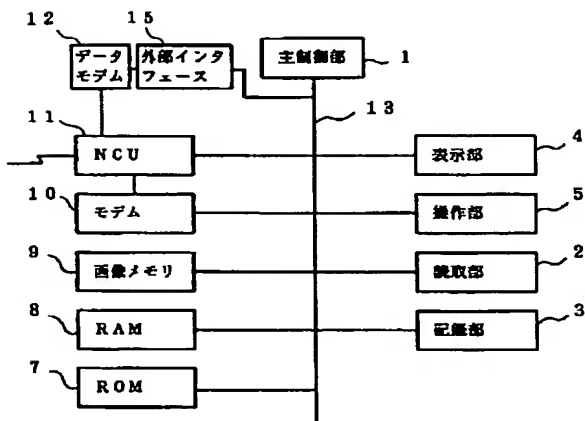 12
15
データ
モデム
外部インタ
フェース
主制御部
1
13
11
NCU
表示部
4
10
モデム
操作部
5
9
画像メモリ
読取部
2
8
RAM
記録部
3
7
ROM